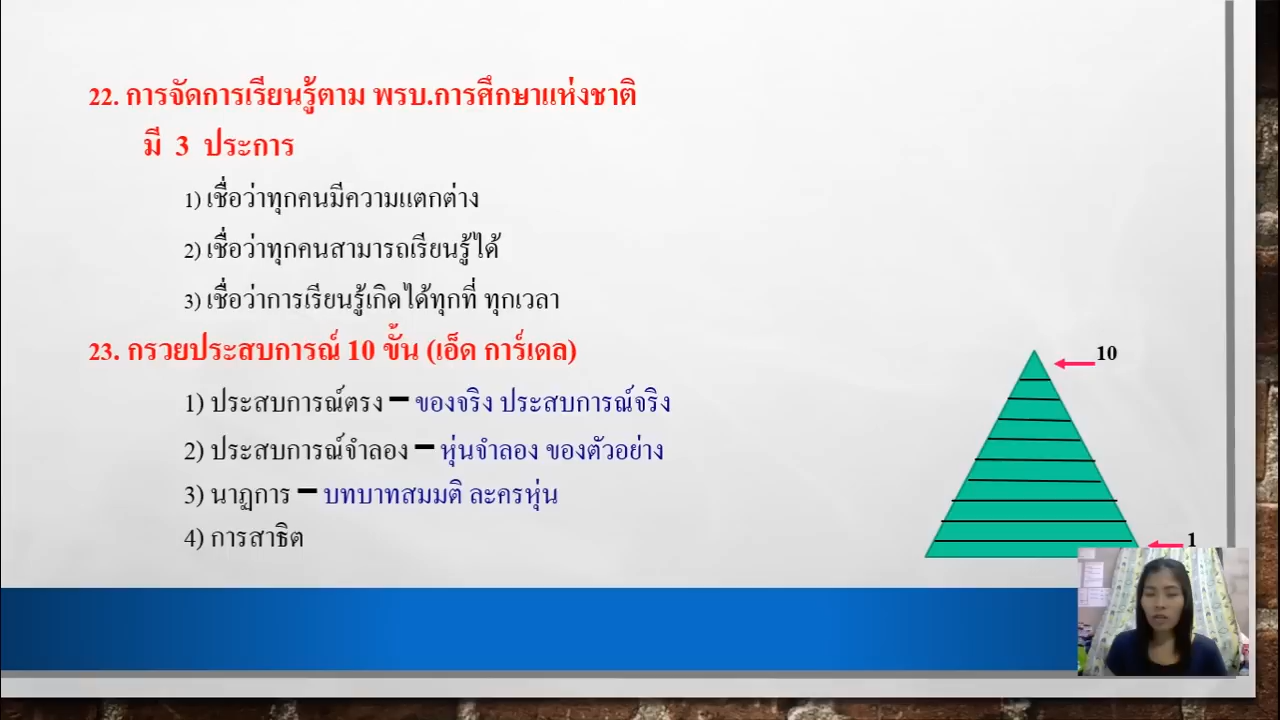 22. การจัดการเรียนรู้ตาม พรบ.การศึกษาแห่งชาติ
มี 3 ประการ
1) เชื่อว่าทุกคนมีความแตกต่าง
2) เชื่อว่าทุกคนสามารถเรียนรู้ได้
3) เชื่อว่าการเรียนรู้เกิดได้ทุกที่ ทุกเวลา
23. กรวยประสบการณ์ 10 ขั้น (เอ็ด การ์เดล)
1) ประสบการณ์ตรง – ของจริง ประสบการณ์จริง
2) ประสบการณ์จำลอง – หุ่นจำลอง ของตัวอย่าง
3) นาฏการ – บทบาทสมมติ ละครหุ่น
4) การสาธิต
10
1